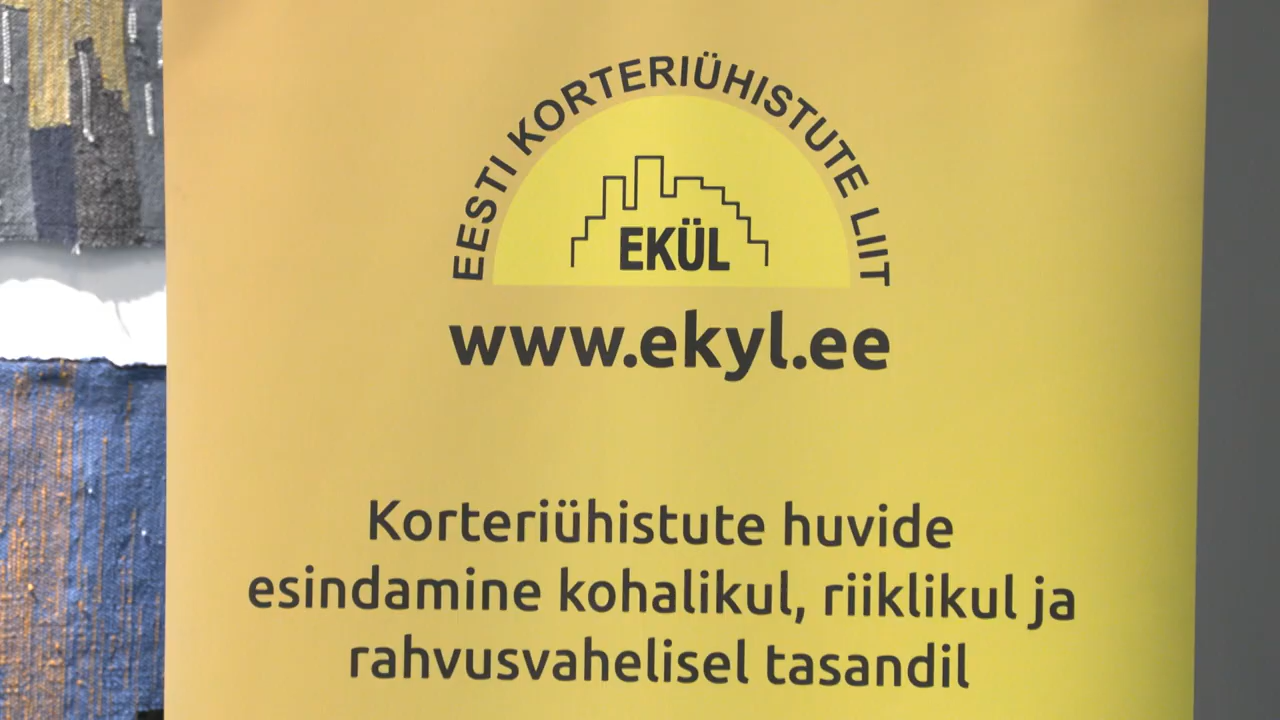 EESTI KORTERIÜHISTUTE LIIT
EKÜL
www.ekyl.ee
Korteriühistute huvide
esindamine kohalikul, riiklikul ja
rahvusvahelisel tasandil